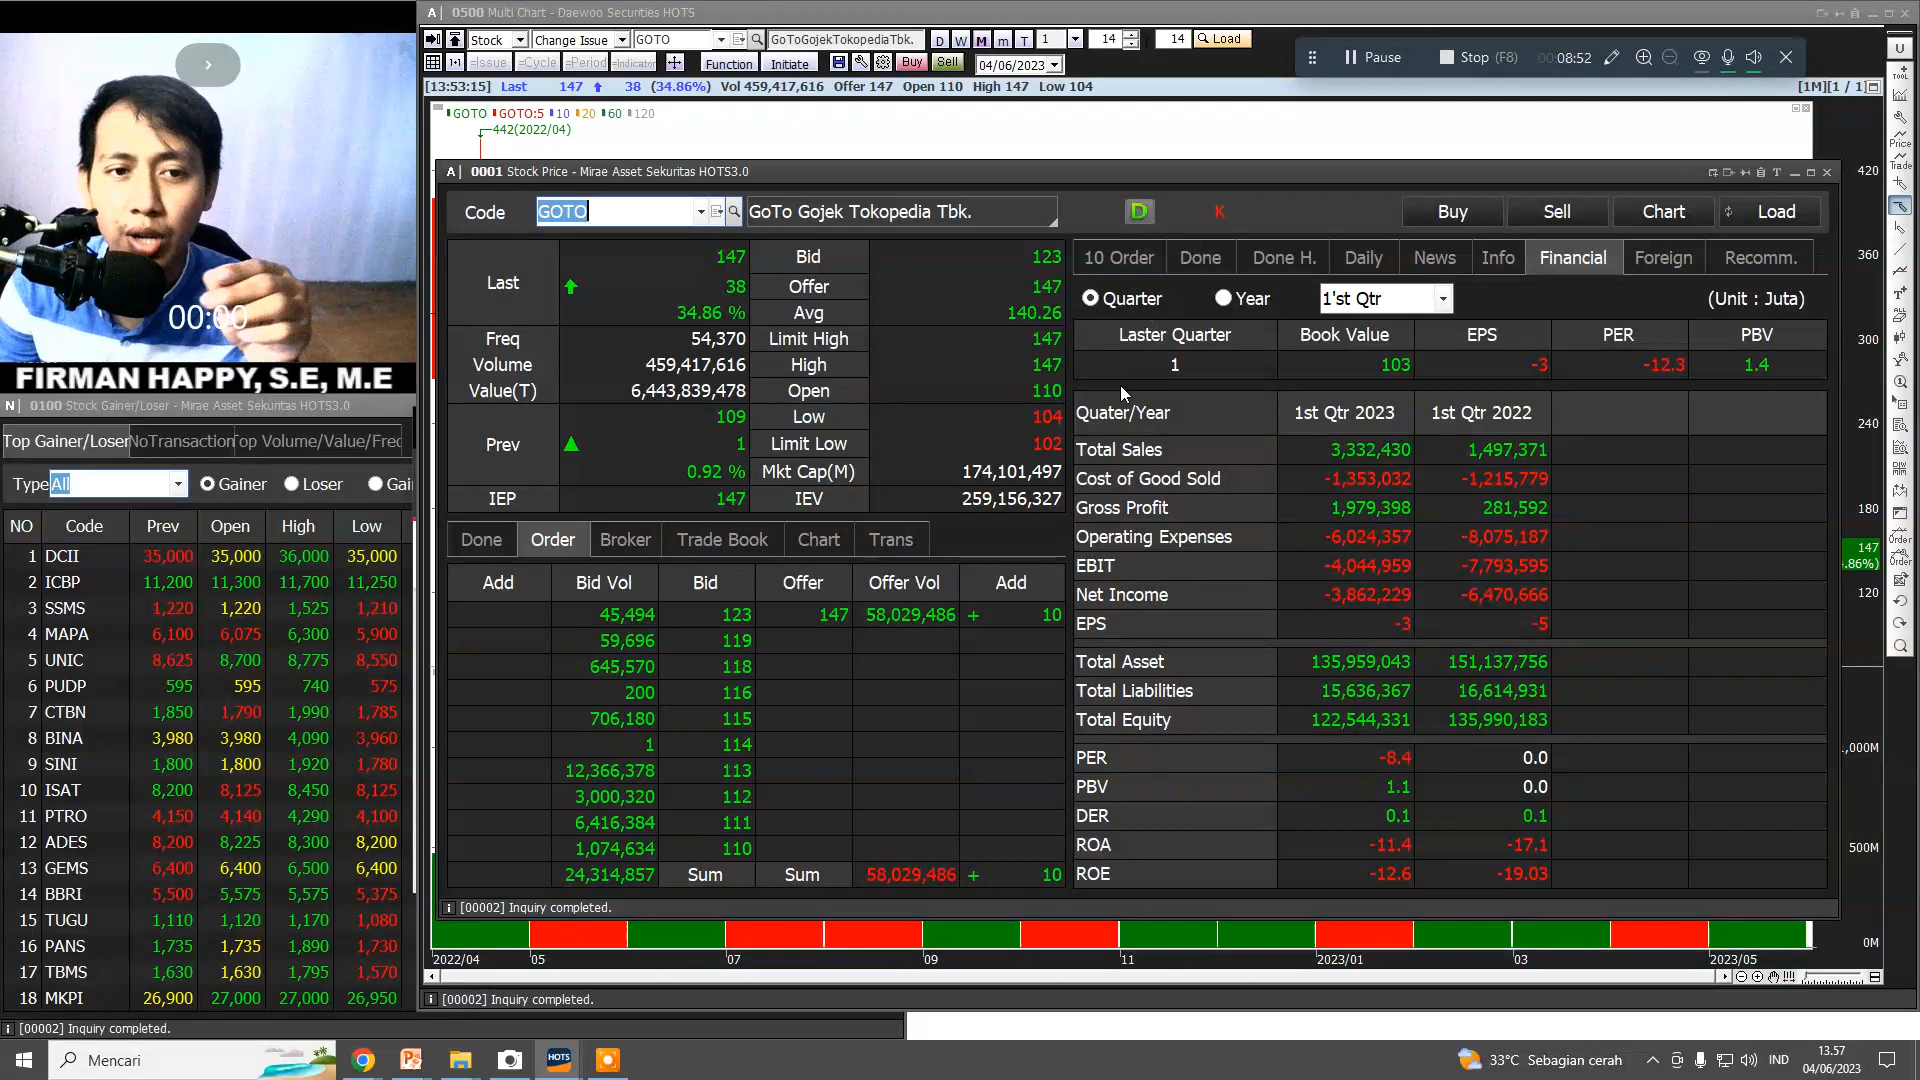 A 0500 Multi Chart - Daewoo Securities HOTS
Stock Change Issue GOTO GoToGojekTokopediaTbk. D W M m T 1 14 14 Load
=Issue =Cycle =Period =Indicator Function Initiate Buy Sell 04/06/2023
Pause Stop (F8) 00:08:52
[13:53:15] Last 147 38 (34.86%) Vol 459,417,616 Offer 147 Open 110 High 147 Low 104 [1M][1 / 1]
GOTO GOTO:5 10 20 60 120
442(2022/04)
A 0001 Stock Price - Mirae Asset Sekuritas HOTS3.0
Code GOTO GoTo Gojek Tokopedia Tbk. D K Buy Sell Chart Load
Last 147 Bid 123
38 Offer 147
34.86 % Avg 140.26
Freq 54,370 Limit High 147
Volume 459,417,616 High 147
Value(T) 6,443,839,478 Open 110
Prev 109 Low 104
1 Limit Low 102
0.92 % Mkt Cap(M) 174,101,497
IEP 147 IEV 259,156,327
Done Order Broker Trade Book Chart Trans
Add Bid Vol Bid Offer Offer Vol Add
45,494 123 147 58,029,486 + 10
59,696 119
645,570 118
200 116
706,180 115
1 114
12,366,378 113
3,000,320 112
6,416,384 111
1,074,634 110
24,314,857 Sum Sum 58,029,486 + 10
10 Order Done Done H. Daily News Info Financial Foreign Recomm.
Quarter Year 1'st Qtr (Unit : Juta)
Laster Quarter Book Value EPS PER PBV
1 103 -3 -12.3 1.4
Quater/Year 1st Qtr 2023 1st Qtr 2022
Total Sales 3,332,430 1,497,371
Cost of Good Sold -1,353,032 -1,215,779
Gross Profit 1,979,398 281,592
Operating Expenses -6,024,357 -8,075,187
EBIT -4,044,959 -7,793,595
Net Income -3,862,229 -6,470,666
EPS -3 -5
Total Asset 135,959,043 151,137,756
Total Liabilities 15,636,367 16,614,931
Total Equity 122,544,331 135,990,183
PER -8.4 0.0
PBV 1.1 0.0
DER 0.1 0.1
ROA -11.4 -17.1
ROE -12.6 -19.03
[00002] Inquiry completed.
420
360
300
240
180
147
120
500M
0M
2022/04 05 07 09 11 2023/01 03 2023/05
[00002] Inquiry completed.
U
TOOL
Price
Trade
DIWM
Order
Order
00:00
FIRMAN HAPPY, S.E, M.E
N 0100 Stock Gainer/Loser - Mirae Asset Sekuritas HOTS3.0
Top Gainer/Loser NoTransaction Top Volume/Value/Freq
Type All Gainer Loser Gai
NO Code Prev Open High Low
1 DCII 35,000 35,000 36,000 35,000
2 ICBP 11,200 11,300 11,700 11,250
3 SSMS 1,220 1,220 1,525 1,210
4 MAPA 6,100 6,075 6,300 5,900
5 UNIC 8,625 8,700 8,775 8,550
6 PUDP 595 595 740 575
7 CTBN 1,850 1,790 1,990 1,785
8 BINA 3,980 3,980 4,090 3,960
9 SINI 1,800 1,800 1,920 1,780
10 ISAT 8,200 8,125 8,450 8,125
11 PTRO 4,150 4,140 4,290 4,100
12 ADES 8,200 8,225 8,300 8,200
13 GEMS 6,400 6,400 6,500 6,400
14 BBRI 5,500 5,575 5,575 5,375
15 TUGU 1,110 1,120 1,170 1,080
16 PANS 1,735 1,735 1,890 1,730
17 TBMS 1,630 1,630 1,795 1,570
18 MKPI 26,900 27,000 27,000 26,950
[00002] Inquiry completed.
Mencari
HOTS
33°C Sebagian cerah IND 13.57
04/06/2023